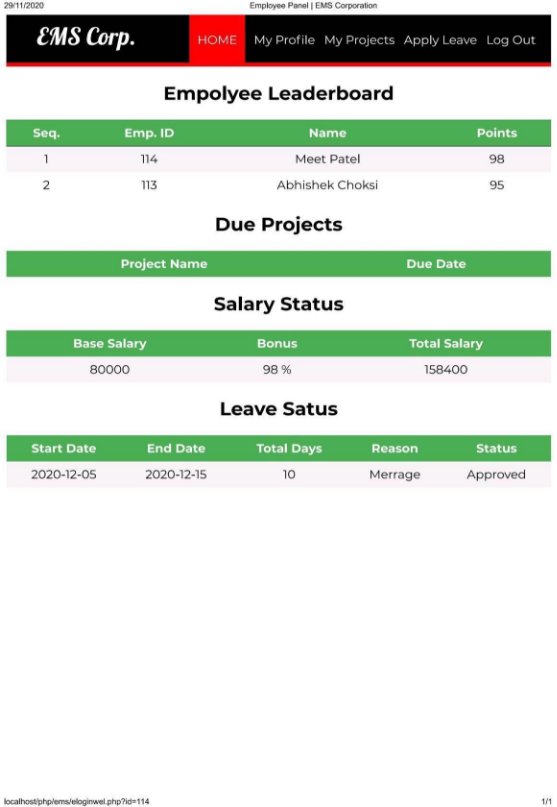 29/11/2020 Employee Panel | EMS Corporation
EMS Corp. HOME My Profile My Projects Apply Leave Log Out
Empolyee Leaderboard
Seq. Emp. ID Name Points
1 114 Meet Patel 98
2 113 Abhishek Choksi 95
Due Projects
Project Name Due Date
Salary Status
Base Salary Bonus Total Salary
80000 98 % 158400
Leave Satus
Start Date End Date Total Days Reason Status
2020-12-05 2020-12-15 10 Merrage Approved
localhost/php/ems/eloginwel.php?id=114 1/1